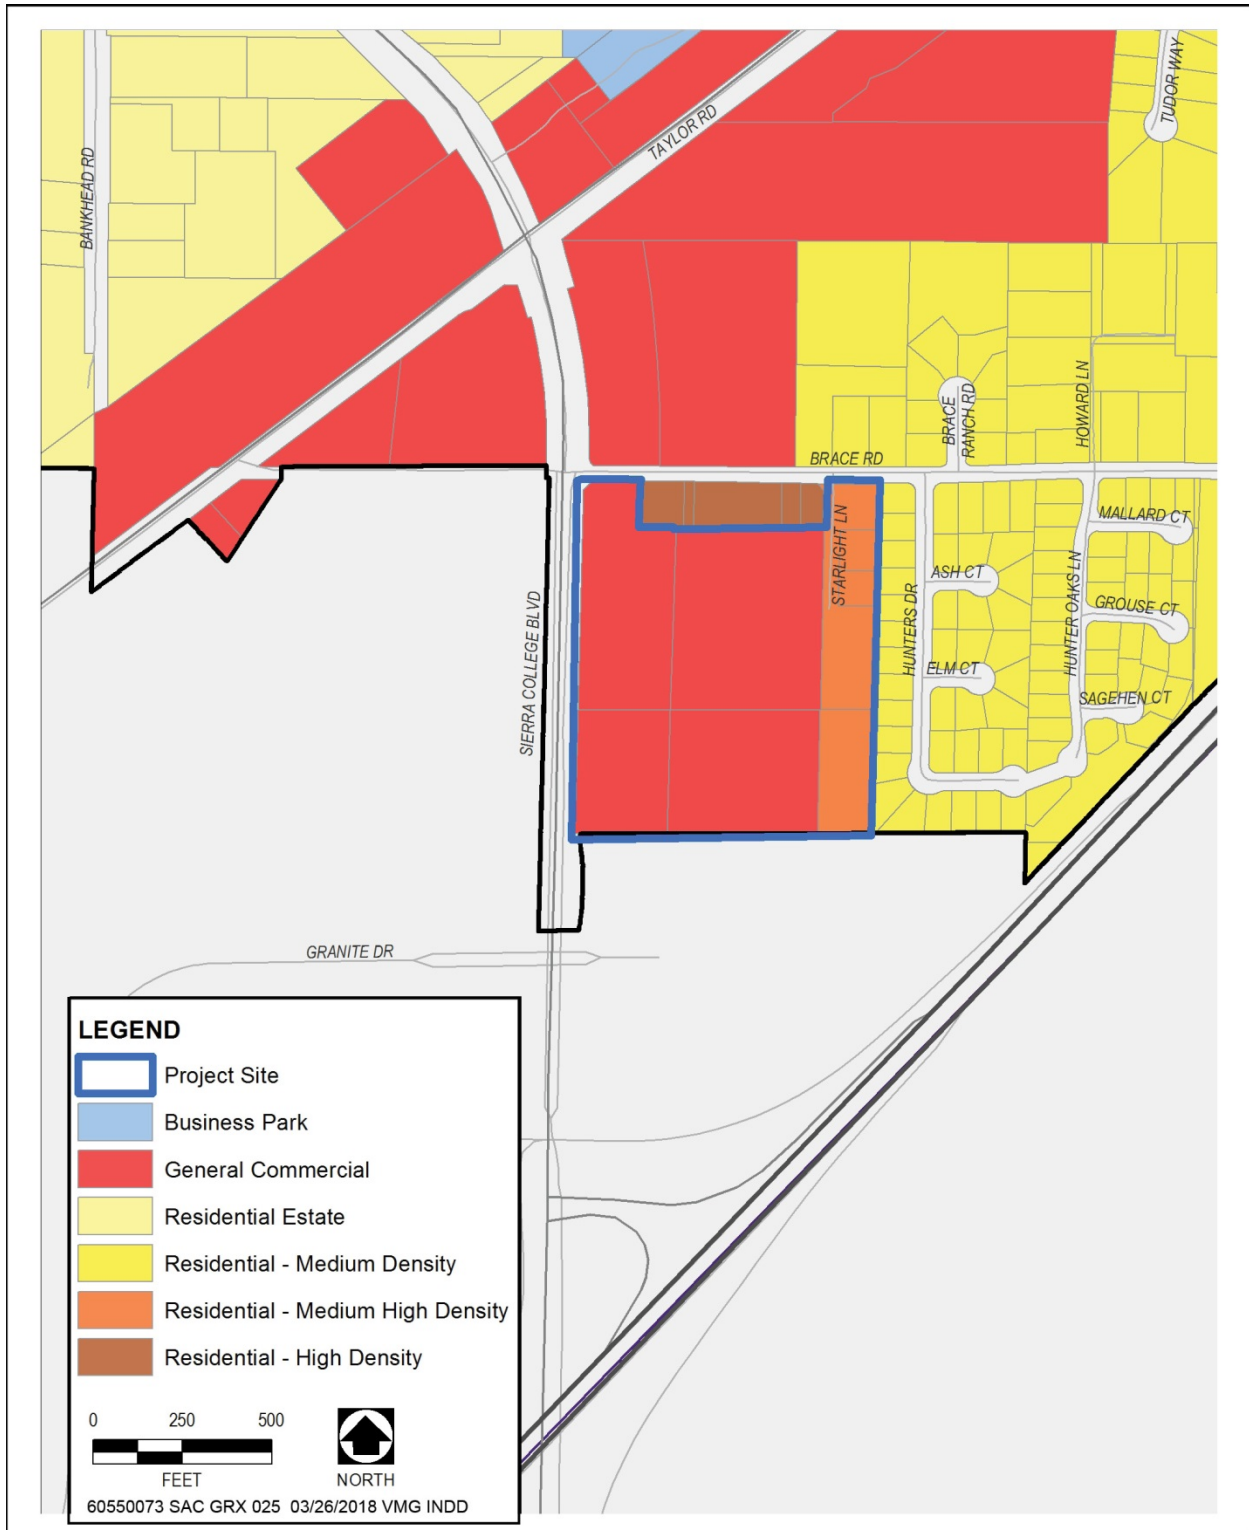 TUDOR WAY
TAYLOR RD
BANKHEAD RD
BRACE
RANCH RD
HOWARD LN
BRACE RD
MALLARD CT
STARLIGHT LN
ASH CT
HUNTERS DR
HUNTER OAKS LN
GROUSE CT
ELM CT
SAGEHEN CT
SIERRA COLLEGE BLVD
GRANITE DR
LEGEND
Project Site
Business Park
General Commercial
Residential Estate
Residential - Medium Density
Residential - Medium High Density
Residential - High Density
0 250 500
FEET
NORTH
60550073 SAC GRX 025 03/26/2018 VMG INDD